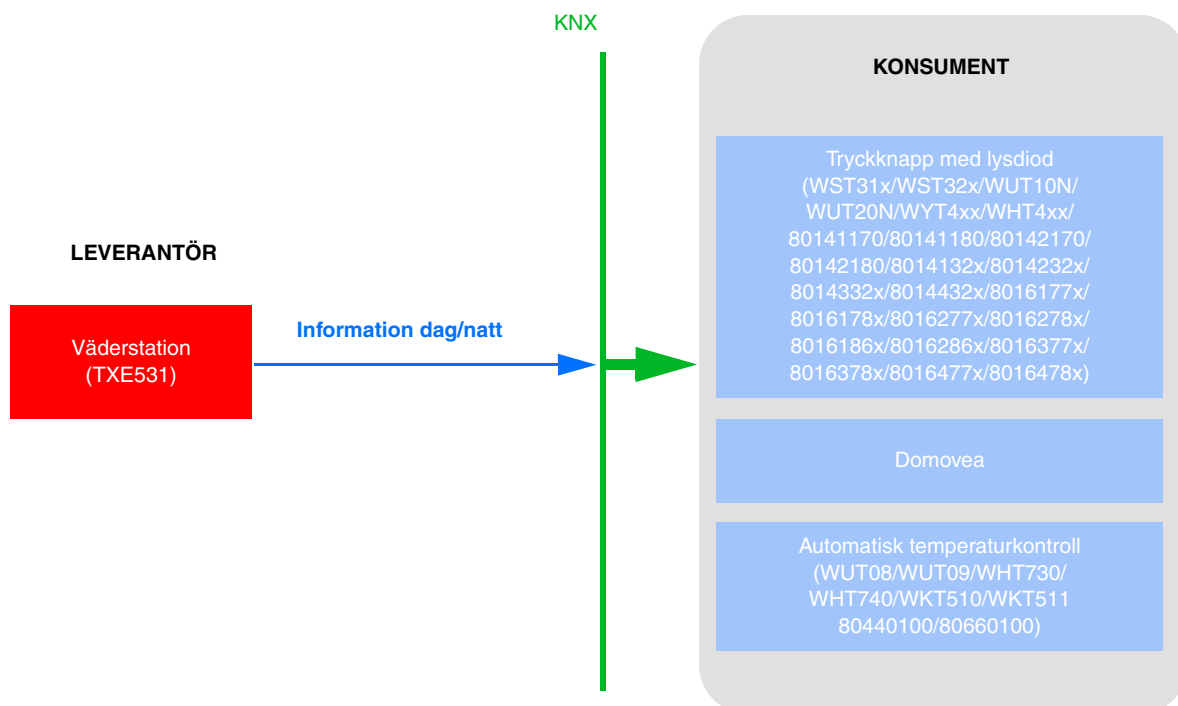 KNX
KONSUMENT
Tryckknapp med lysdiod
(WST31x/WST32x/WUT10N/
WUT20N/WYT4xx/WHT4xx/
80141170/80141180/80142170/
80142180/8014132x/8014232x/
8014332x/8014432x/8016177x/
8016178x/8016277x/8016278x/
8016186x/8016286x/8016377x/
8016378x/8016477x/8016478x)
LEVERANTÖR
Väderstation
(TXE531)
Information dag/natt
Domovea
Automatisk temperaturkontroll
(WUT08/WUT09/WHT730/
WHT740/WKT510/WKT511
80440100/80660100)